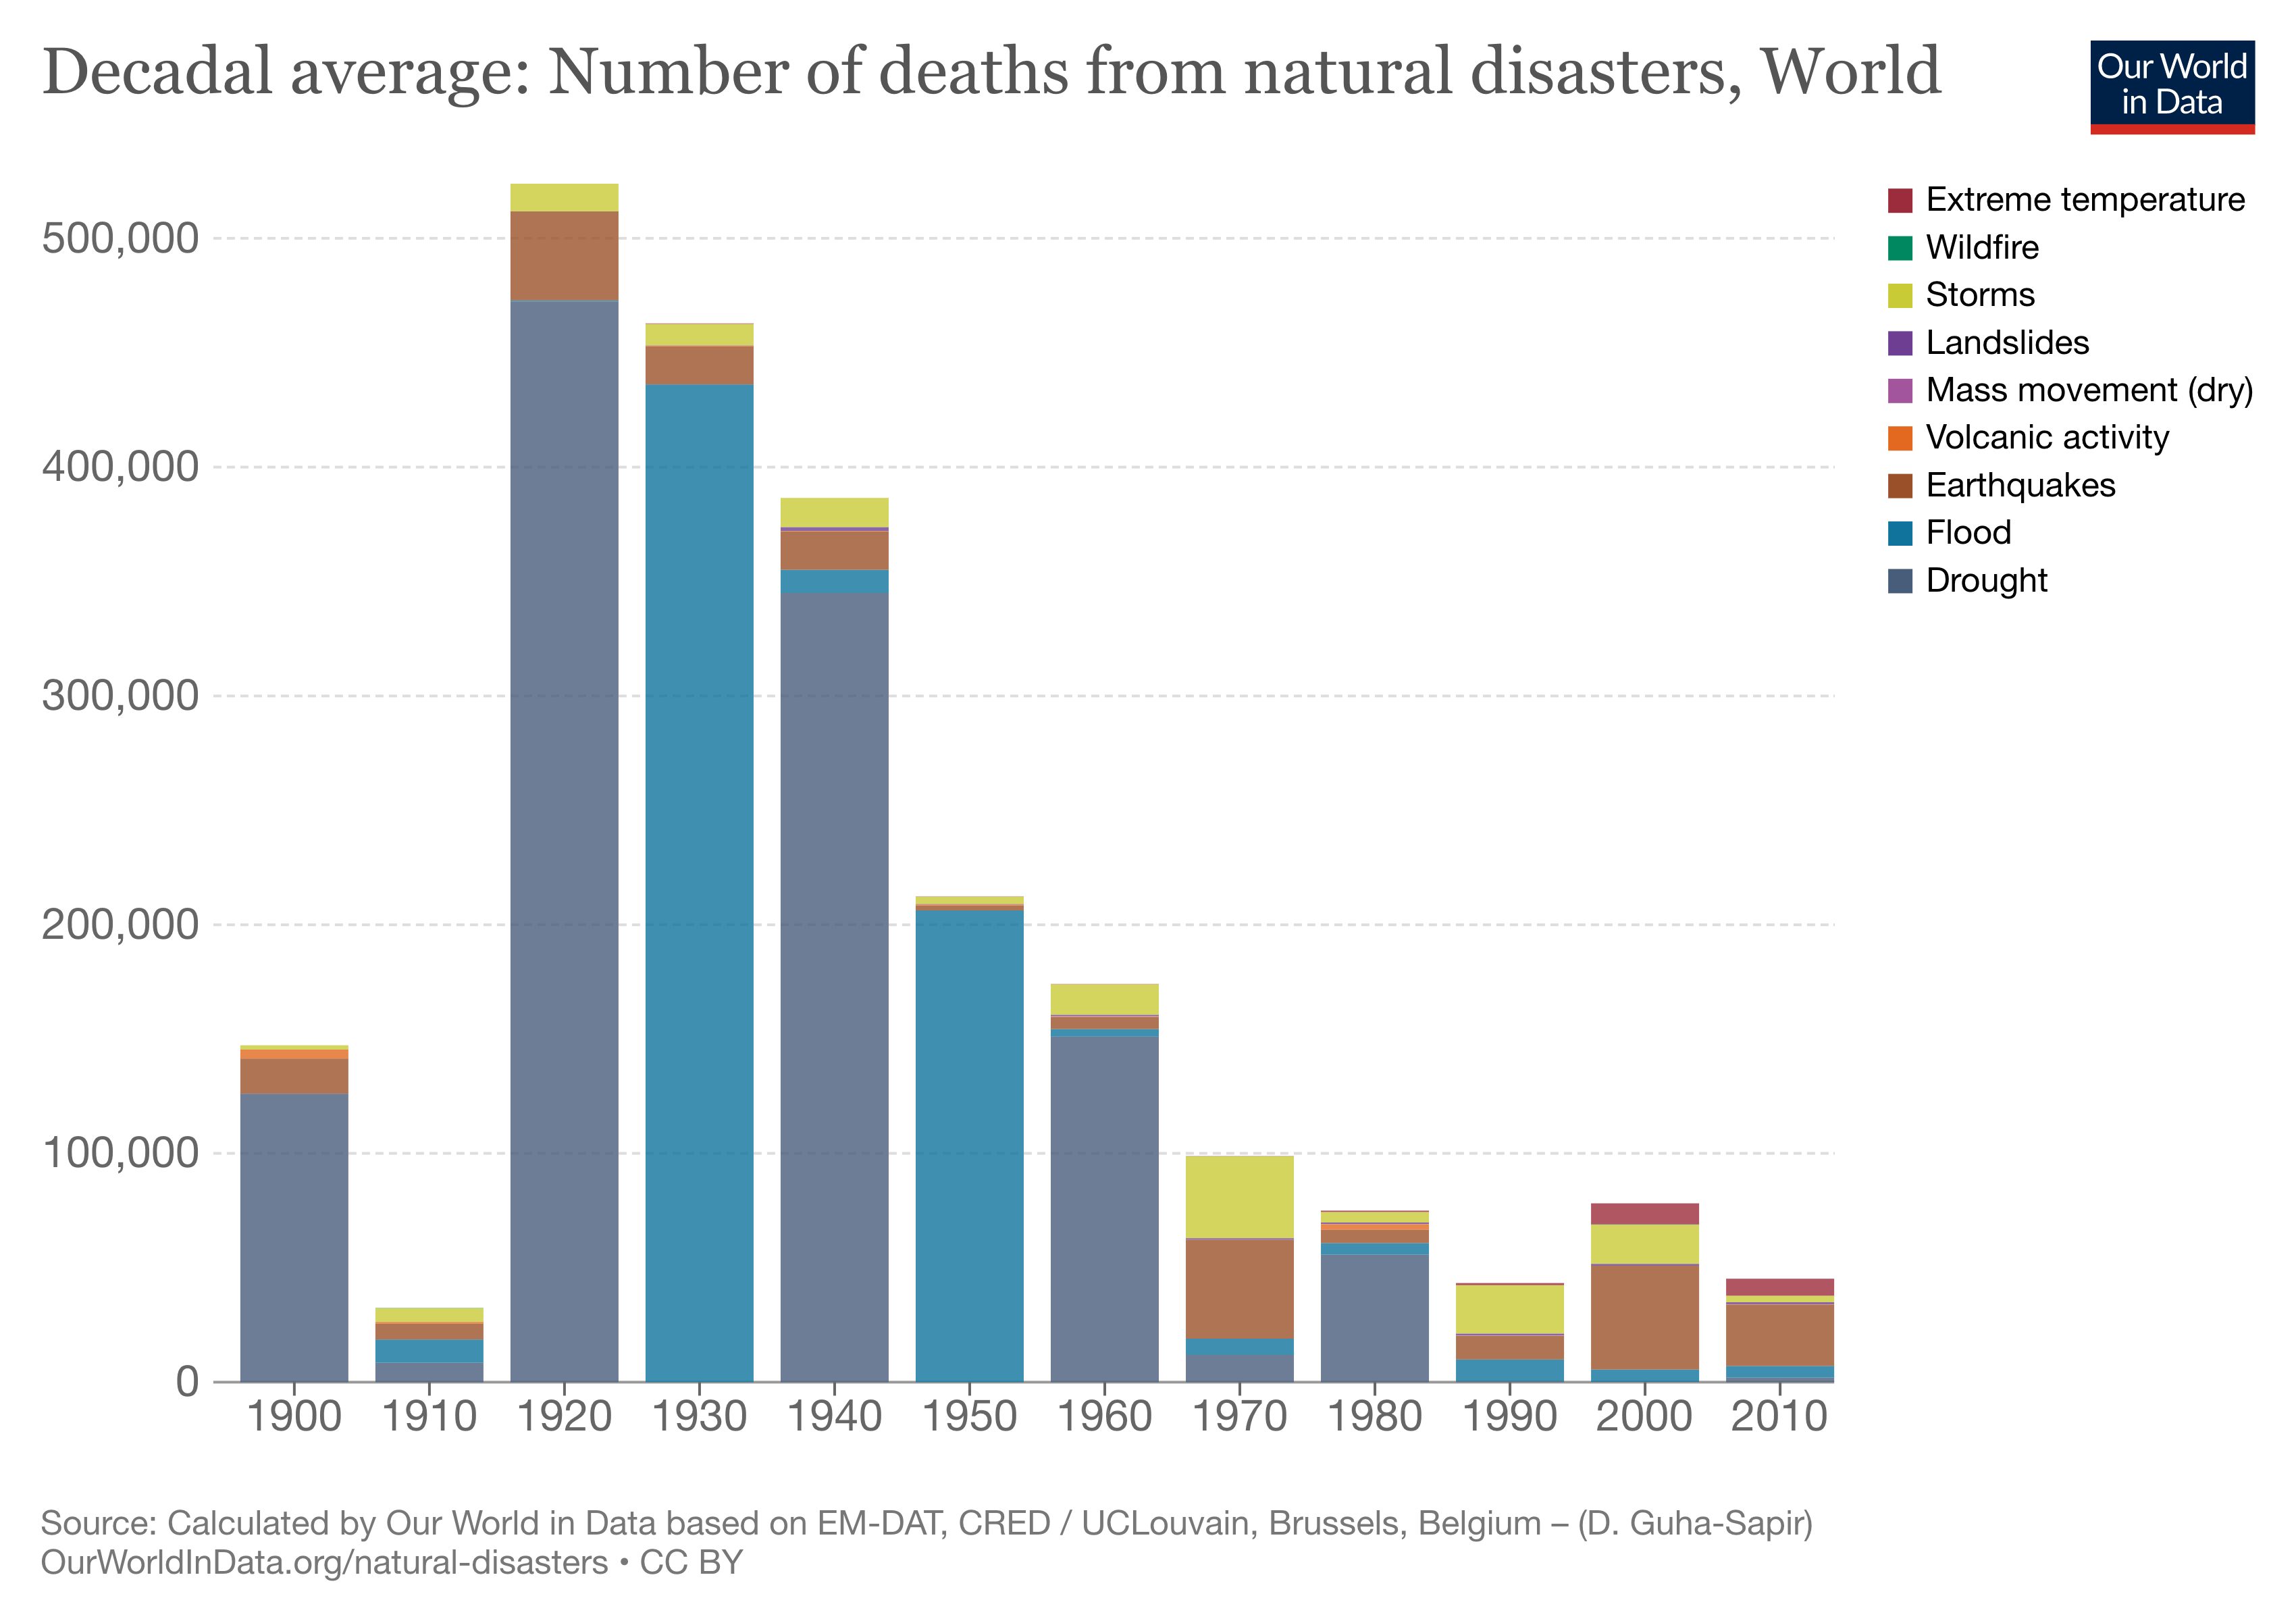 Decadal average: Number of deaths from natural disasters, World
Our World
in Data
500,000
400,000
300,000
200,000
100,000
0
1900
1910
1920
1930
1940
1950
1960
1970
1980
1990
2000
2010
Extreme temperature
Wildfire
Storms
Landslides
Mass movement (dry)
Volcanic activity
Earthquakes
Flood
Drought
Source: Calculated by Our World in Data based on EM-DAT, CRED / UCLouvain, Brussels, Belgium – (D. Guha-Sapir)
OurWorldInData.org/natural-disasters • CC BY